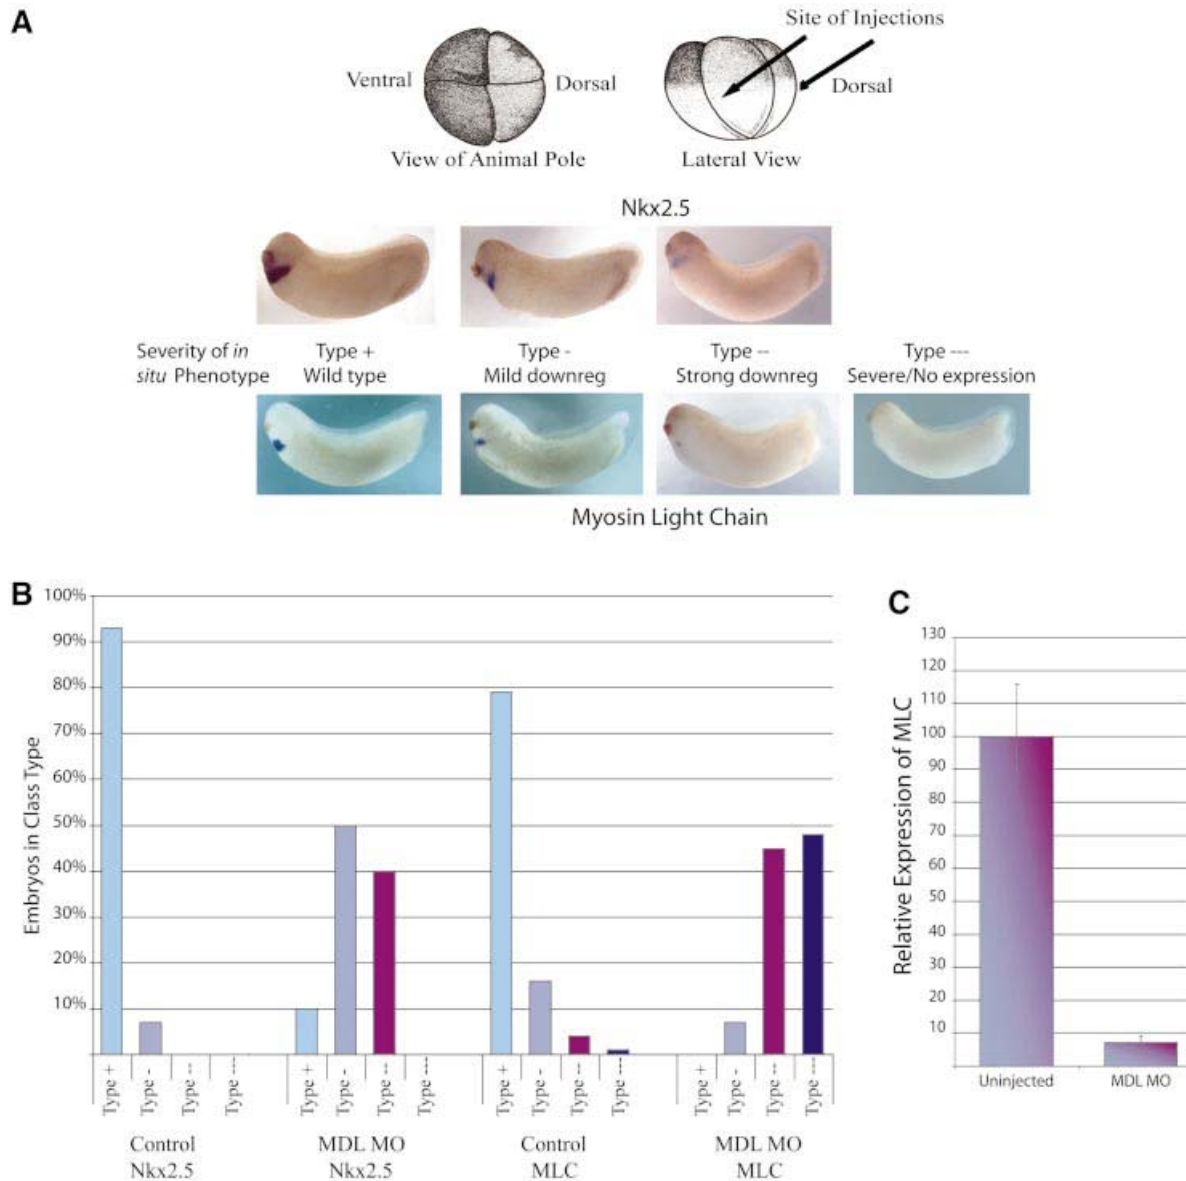 A
Site of Injections
Ventral
Dorsal
Dorsal
View of Animal Pole
Lateral View
Nkx2.5
Severity of in
situ Phenotype
Type +
Wild type
Type -
Mild downreg
Type --
Strong downreg
Type ---
Severe/No expression
Myosin Light Chain
B
100%
90%
80%
70%
60%
50%
40%
30%
20%
10%
Embryos in Class Type
Type +
Type -
Type --
Type ---
Type +
Type -
Type --
Type ---
Type +
Type -
Type --
Type ---
Type +
Type -
Type --
Type ---
Control
Nkx2.5
MDL MO
Nkx2.5
Control
MLC
MDL MO
MLC
C
130
120
110
100
90
80
70
60
50
40
30
20
10
Relative Expression of MLC
Uninjected
MDL MO